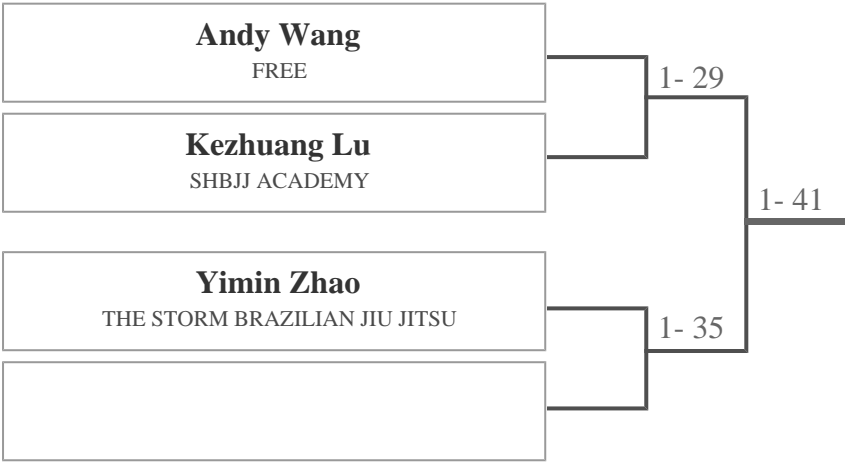 Andy Wang
FREE
1- 29
Kezhuang Lu
SHBJJ ACADEMY
1- 41
Yimin Zhao
THE STORM BRAZILIAN JIU JITSU
1- 35